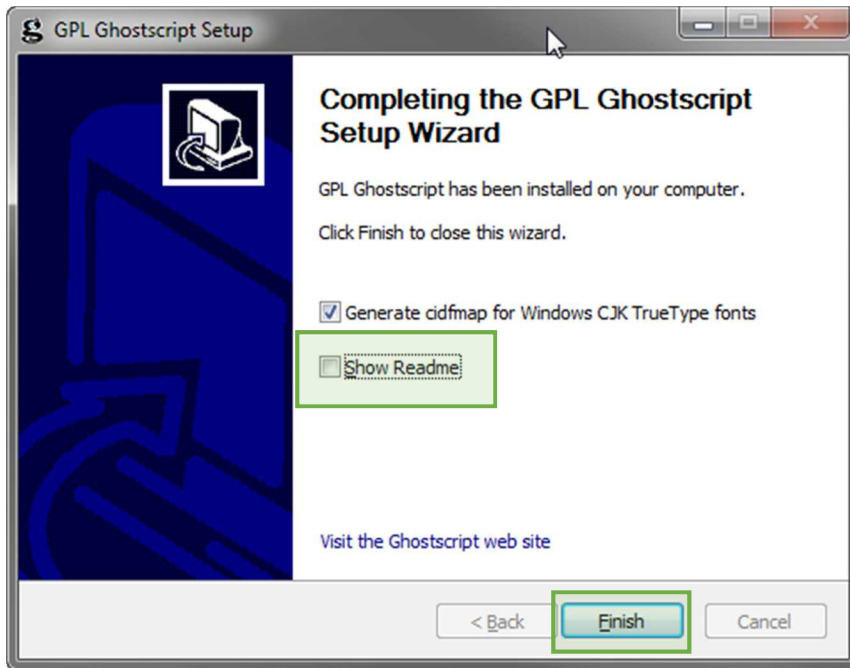 GPL Ghostscript Setup
Completing the GPL Ghostscript
Setup Wizard
GPL Ghostscript has been installed on your computer.
Click Finish to close this wizard.
Generate cidfmap for Windows CJK TrueType fonts
Show Readme
Visit the Ghostscript web site
< Back
Finish
Cancel